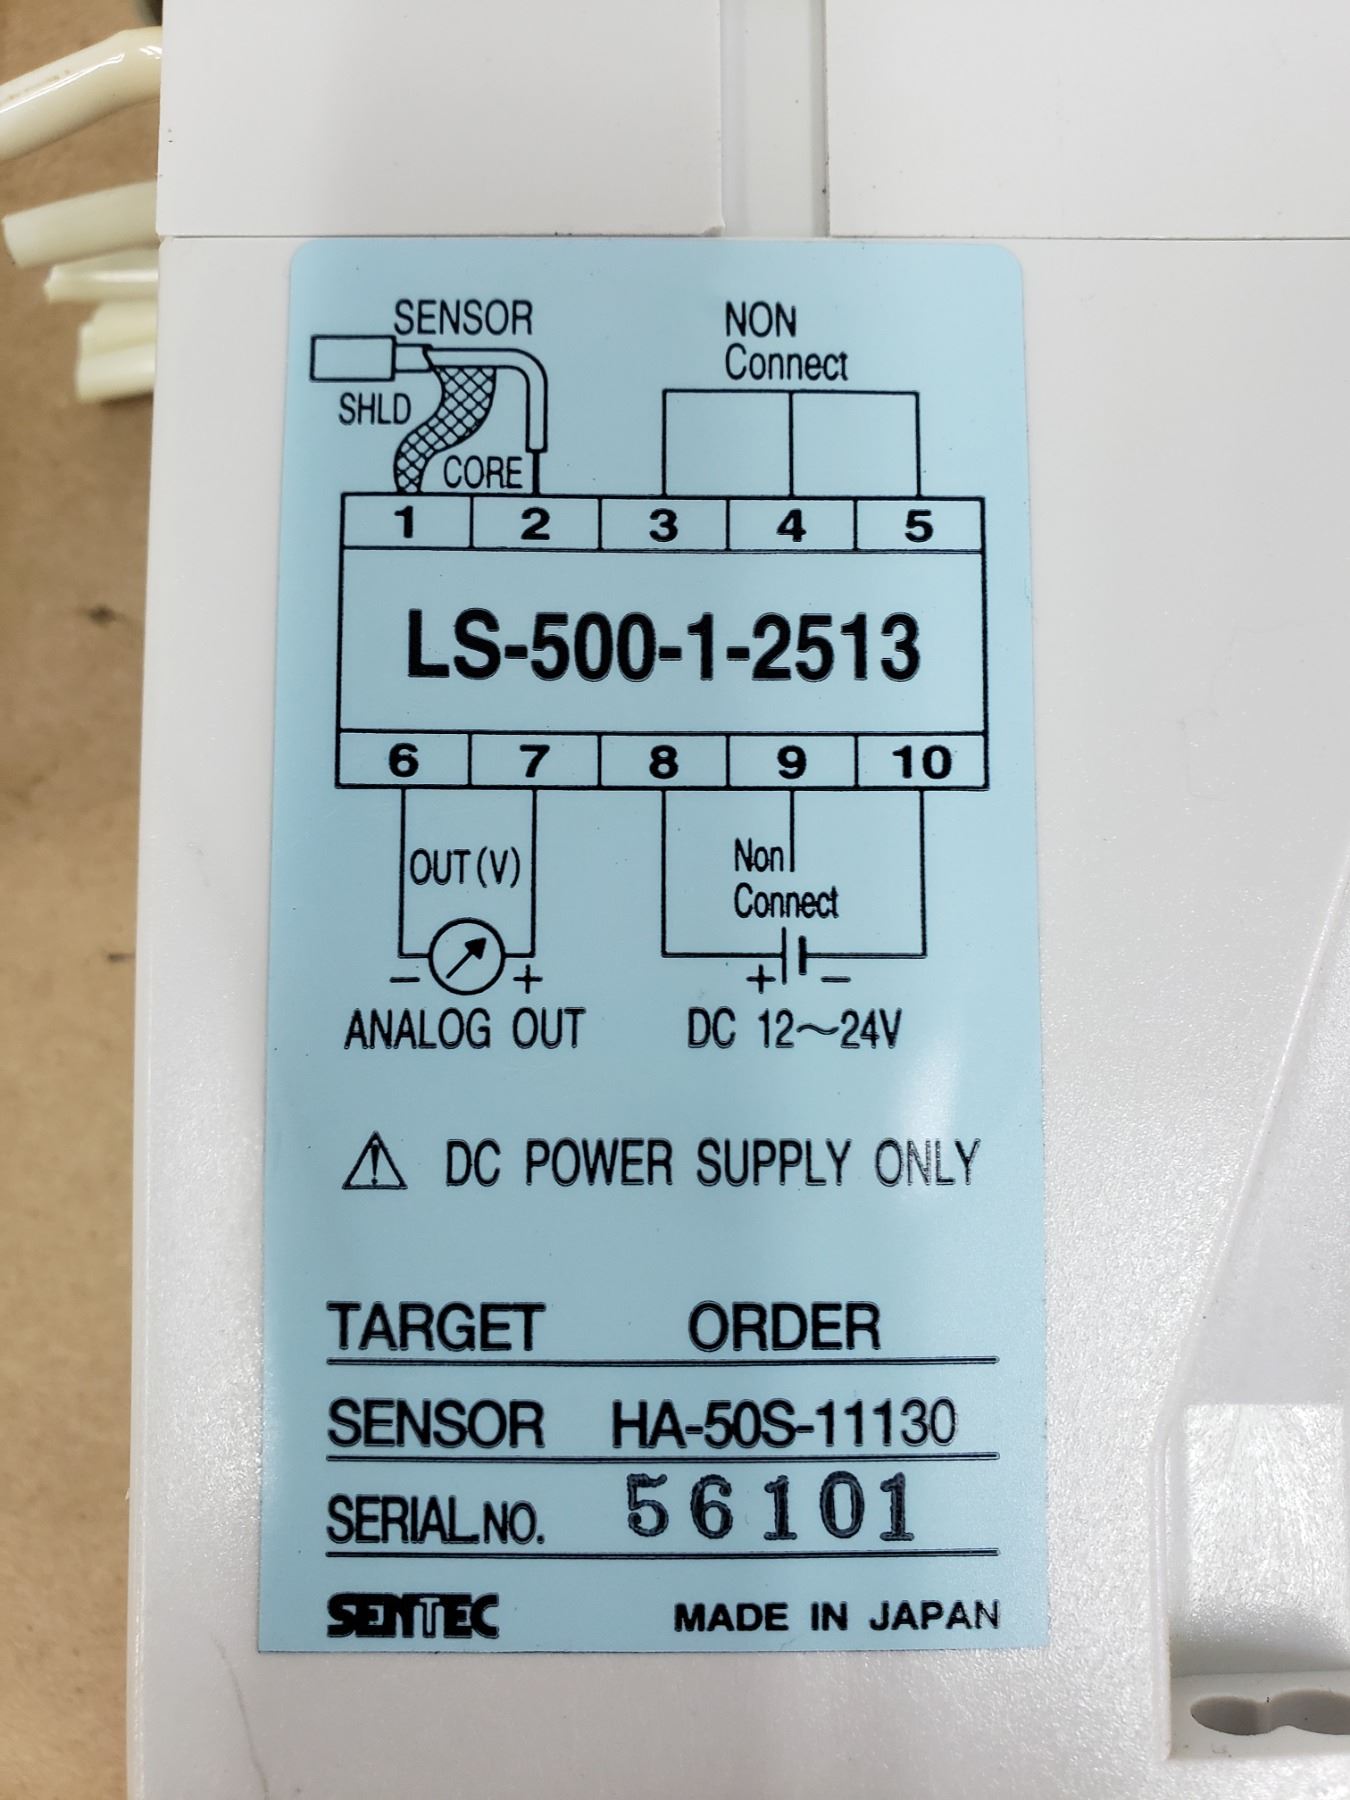 SENSOR
NON
Connect
SHLD
CORE
1 2 3 4 5
LS-500-1-2513
6 7 8 9 10
OUT(V)
Non
Connect
- + + -
ANALOG OUT DC 12~24V
⚠ DC POWER SUPPLY ONLY
TARGET ORDER
SENSOR HA-50S-11130
SERIAL.NO. 56101
SENTEC MADE IN JAPAN